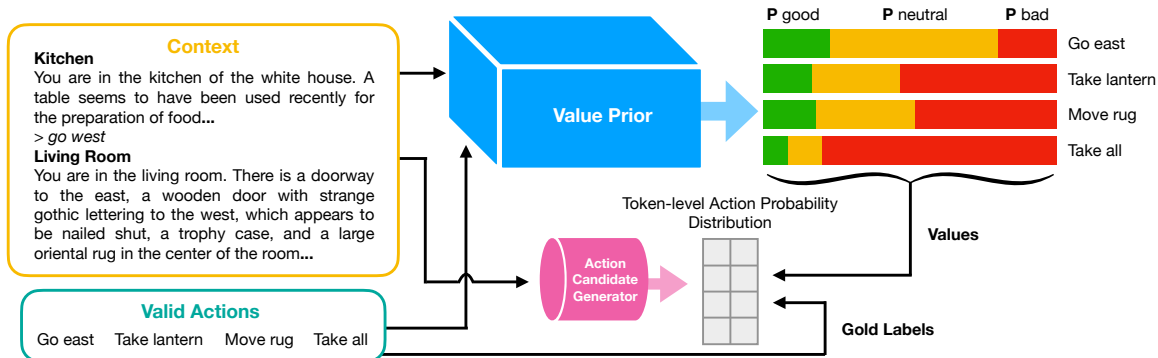 Context
Kitchen
You are in the kitchen of the white house. A
table seems to have been used recently for
the preparation of food...
> go west
Living Room
You are in the living room. There is a doorway
to the east, a wooden door with strange
gothic lettering to the west, which appears to
be nailed shut, a trophy case, and a large
oriental rug in the center of the room...
Valid Actions
Go east Take lantern Move rug Take all
Value Prior
P good P neutral P bad
Go east
Take lantern
Move rug
Take all
Token-level Action Probability
Distribution
Action
Candidate
Generator
Values
Gold Labels